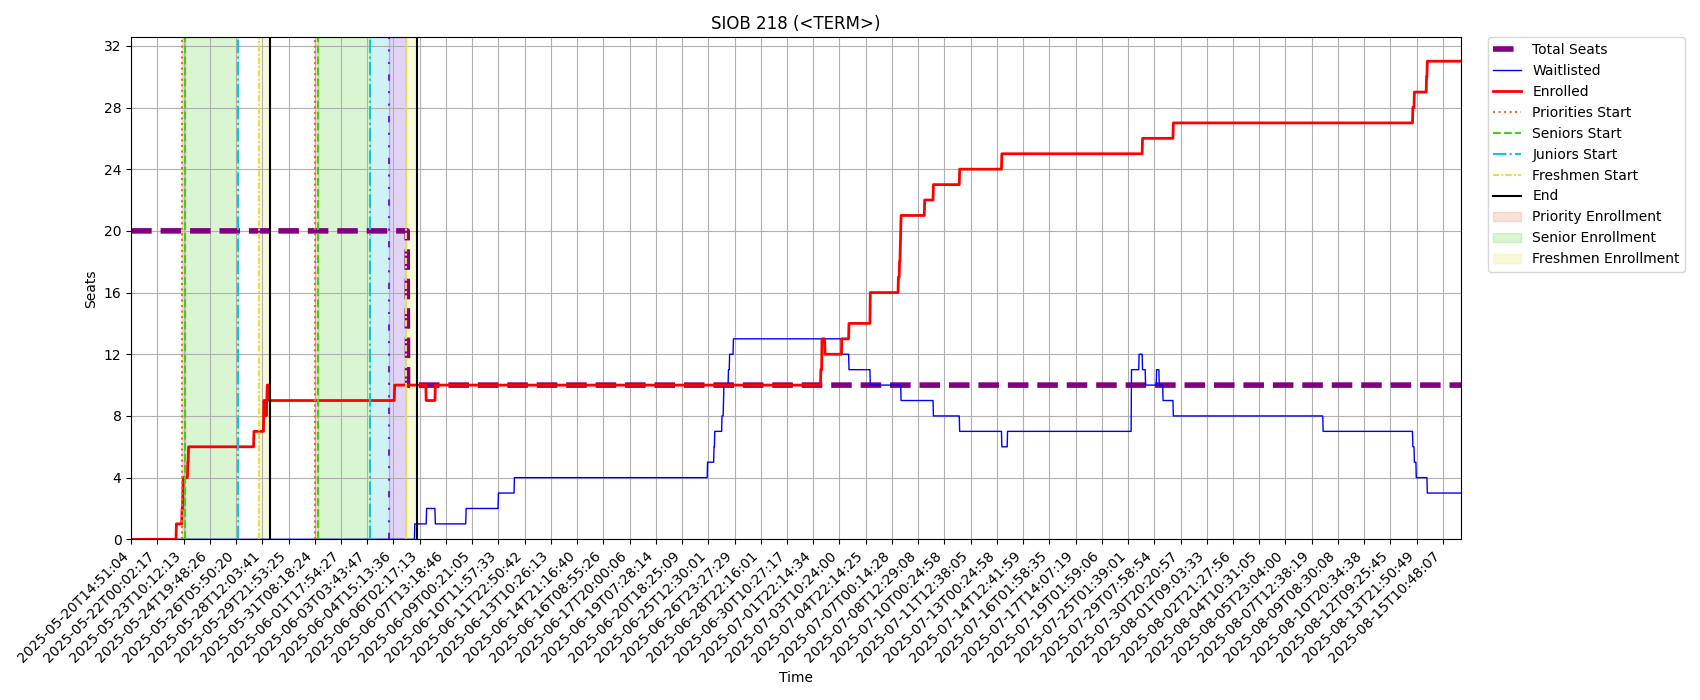 SIOB 218 (<TERM>)
Seats
32
28
24
20
16
12
8
4
0
2025-05-20T14:51:04
2025-05-22T00:02:17
2025-05-23T10:12:13
2025-05-24T19:48:26
2025-05-26T05:50:20
2025-05-28T12:03:41
2025-05-29T21:53:25
2025-05-31T08:18:24
2025-06-01T17:54:27
2025-06-03T03:43:47
2025-06-04T15:13:36
2025-06-06T02:17:13
2025-06-07T13:18:46
2025-06-09T00:21:05
2025-06-10T11:57:33
2025-06-11T22:50:42
2025-06-13T10:26:13
2025-06-14T21:16:40
2025-06-16T08:55:26
2025-06-17T20:00:06
2025-06-19T07:28:14
2025-06-20T18:25:09
2025-06-25T12:30:01
2025-06-26T23:27:29
2025-06-28T22:16:01
2025-06-30T10:27:17
2025-07-01T22:14:34
2025-07-03T10:24:00
2025-07-05T22:14:25
2025-07-07T00:14:28
2025-07-08T12:29:08
2025-07-10T00:24:58
2025-07-11T12:38:05
2025-07-13T00:24:58
2025-07-14T12:41:59
2025-07-16T01:58:35
2025-07-17T14:07:19
2025-07-19T01:59:06
2025-07-25T01:39:01
2025-07-29T07:58:54
2025-07-30T20:20:57
2025-08-01T09:03:33
2025-08-02T21:27:56
2025-08-04T10:31:05
2025-08-05T23:04:00
2025-08-07T12:38:19
2025-08-09T08:30:08
2025-08-10T20:34:38
2025-08-12T09:25:45
2025-08-13T21:50:49
2025-08-15T10:48:07
Time
Total Seats
Waitlisted
Enrolled
Priorities Start
Seniors Start
Juniors Start
Freshmen Start
End
Priority Enrollment
Senior Enrollment
Freshmen Enrollment